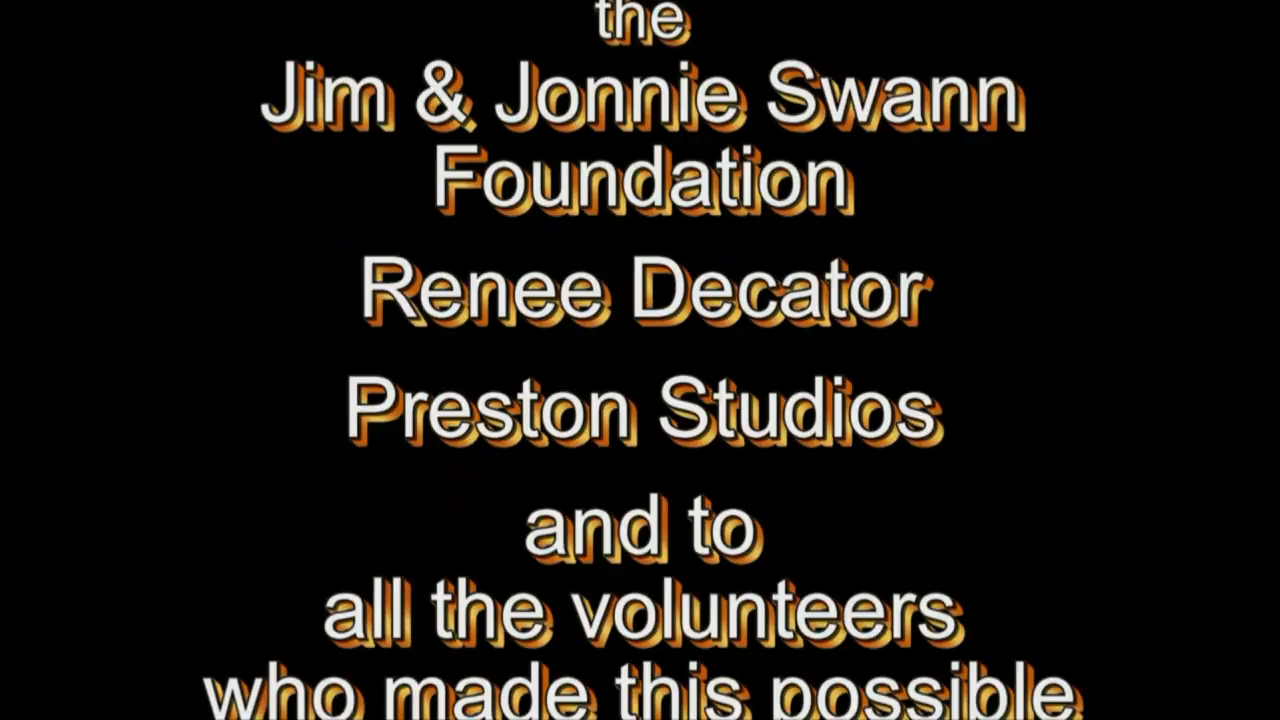 the
Jim & Jonnie Swann
Foundation
Renee Decator
Preston Studios
and to
all the volunteers
who made this possible